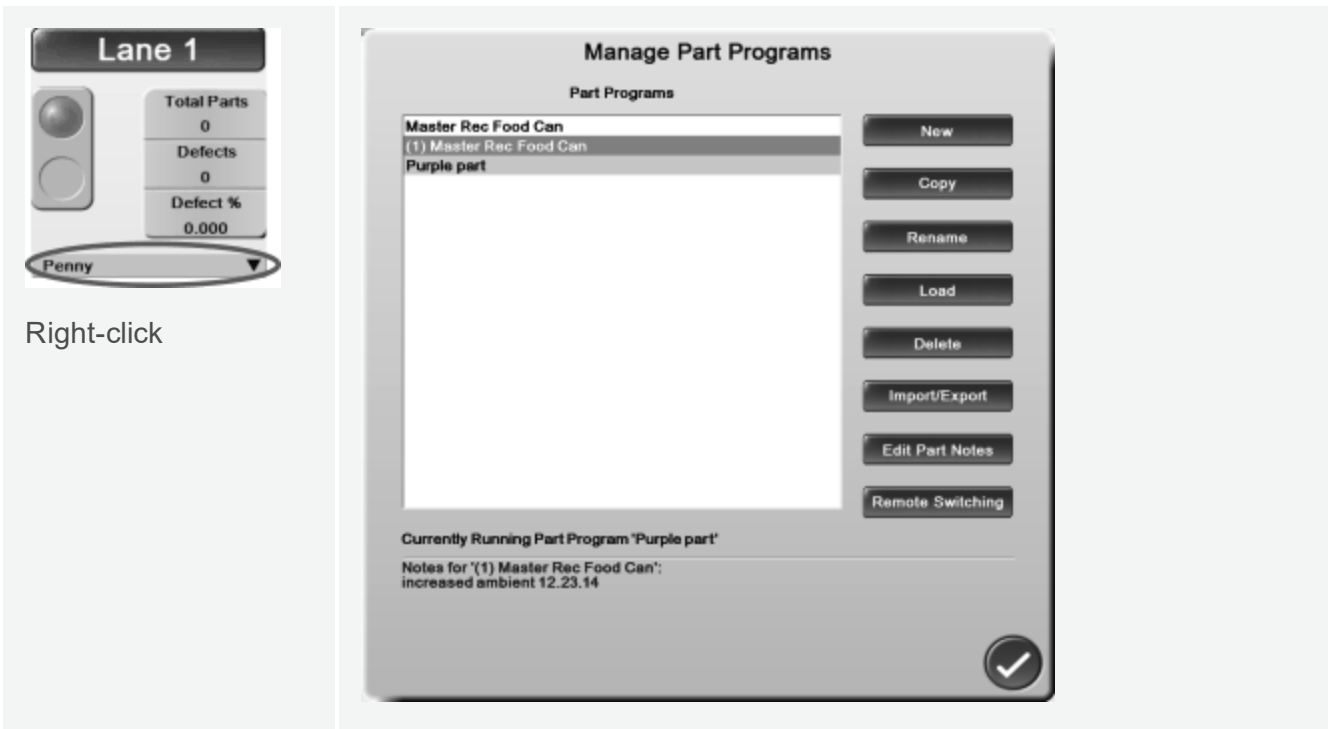 Lane 1
Total Parts
0
Defects
0
Defect %
0.000
Penny
Right-click
Manage Part Programs
Part Programs
Master Rec Food Can
(1) Master Rec Food Can
Purple part
New
Copy
Rename
Load
Delete
Import/Export
Edit Part Notes
Remote Switching
Currently Running Part Program 'Purple part'
Notes for '(1) Master Rec Food Can':
increased ambient 12.23.14